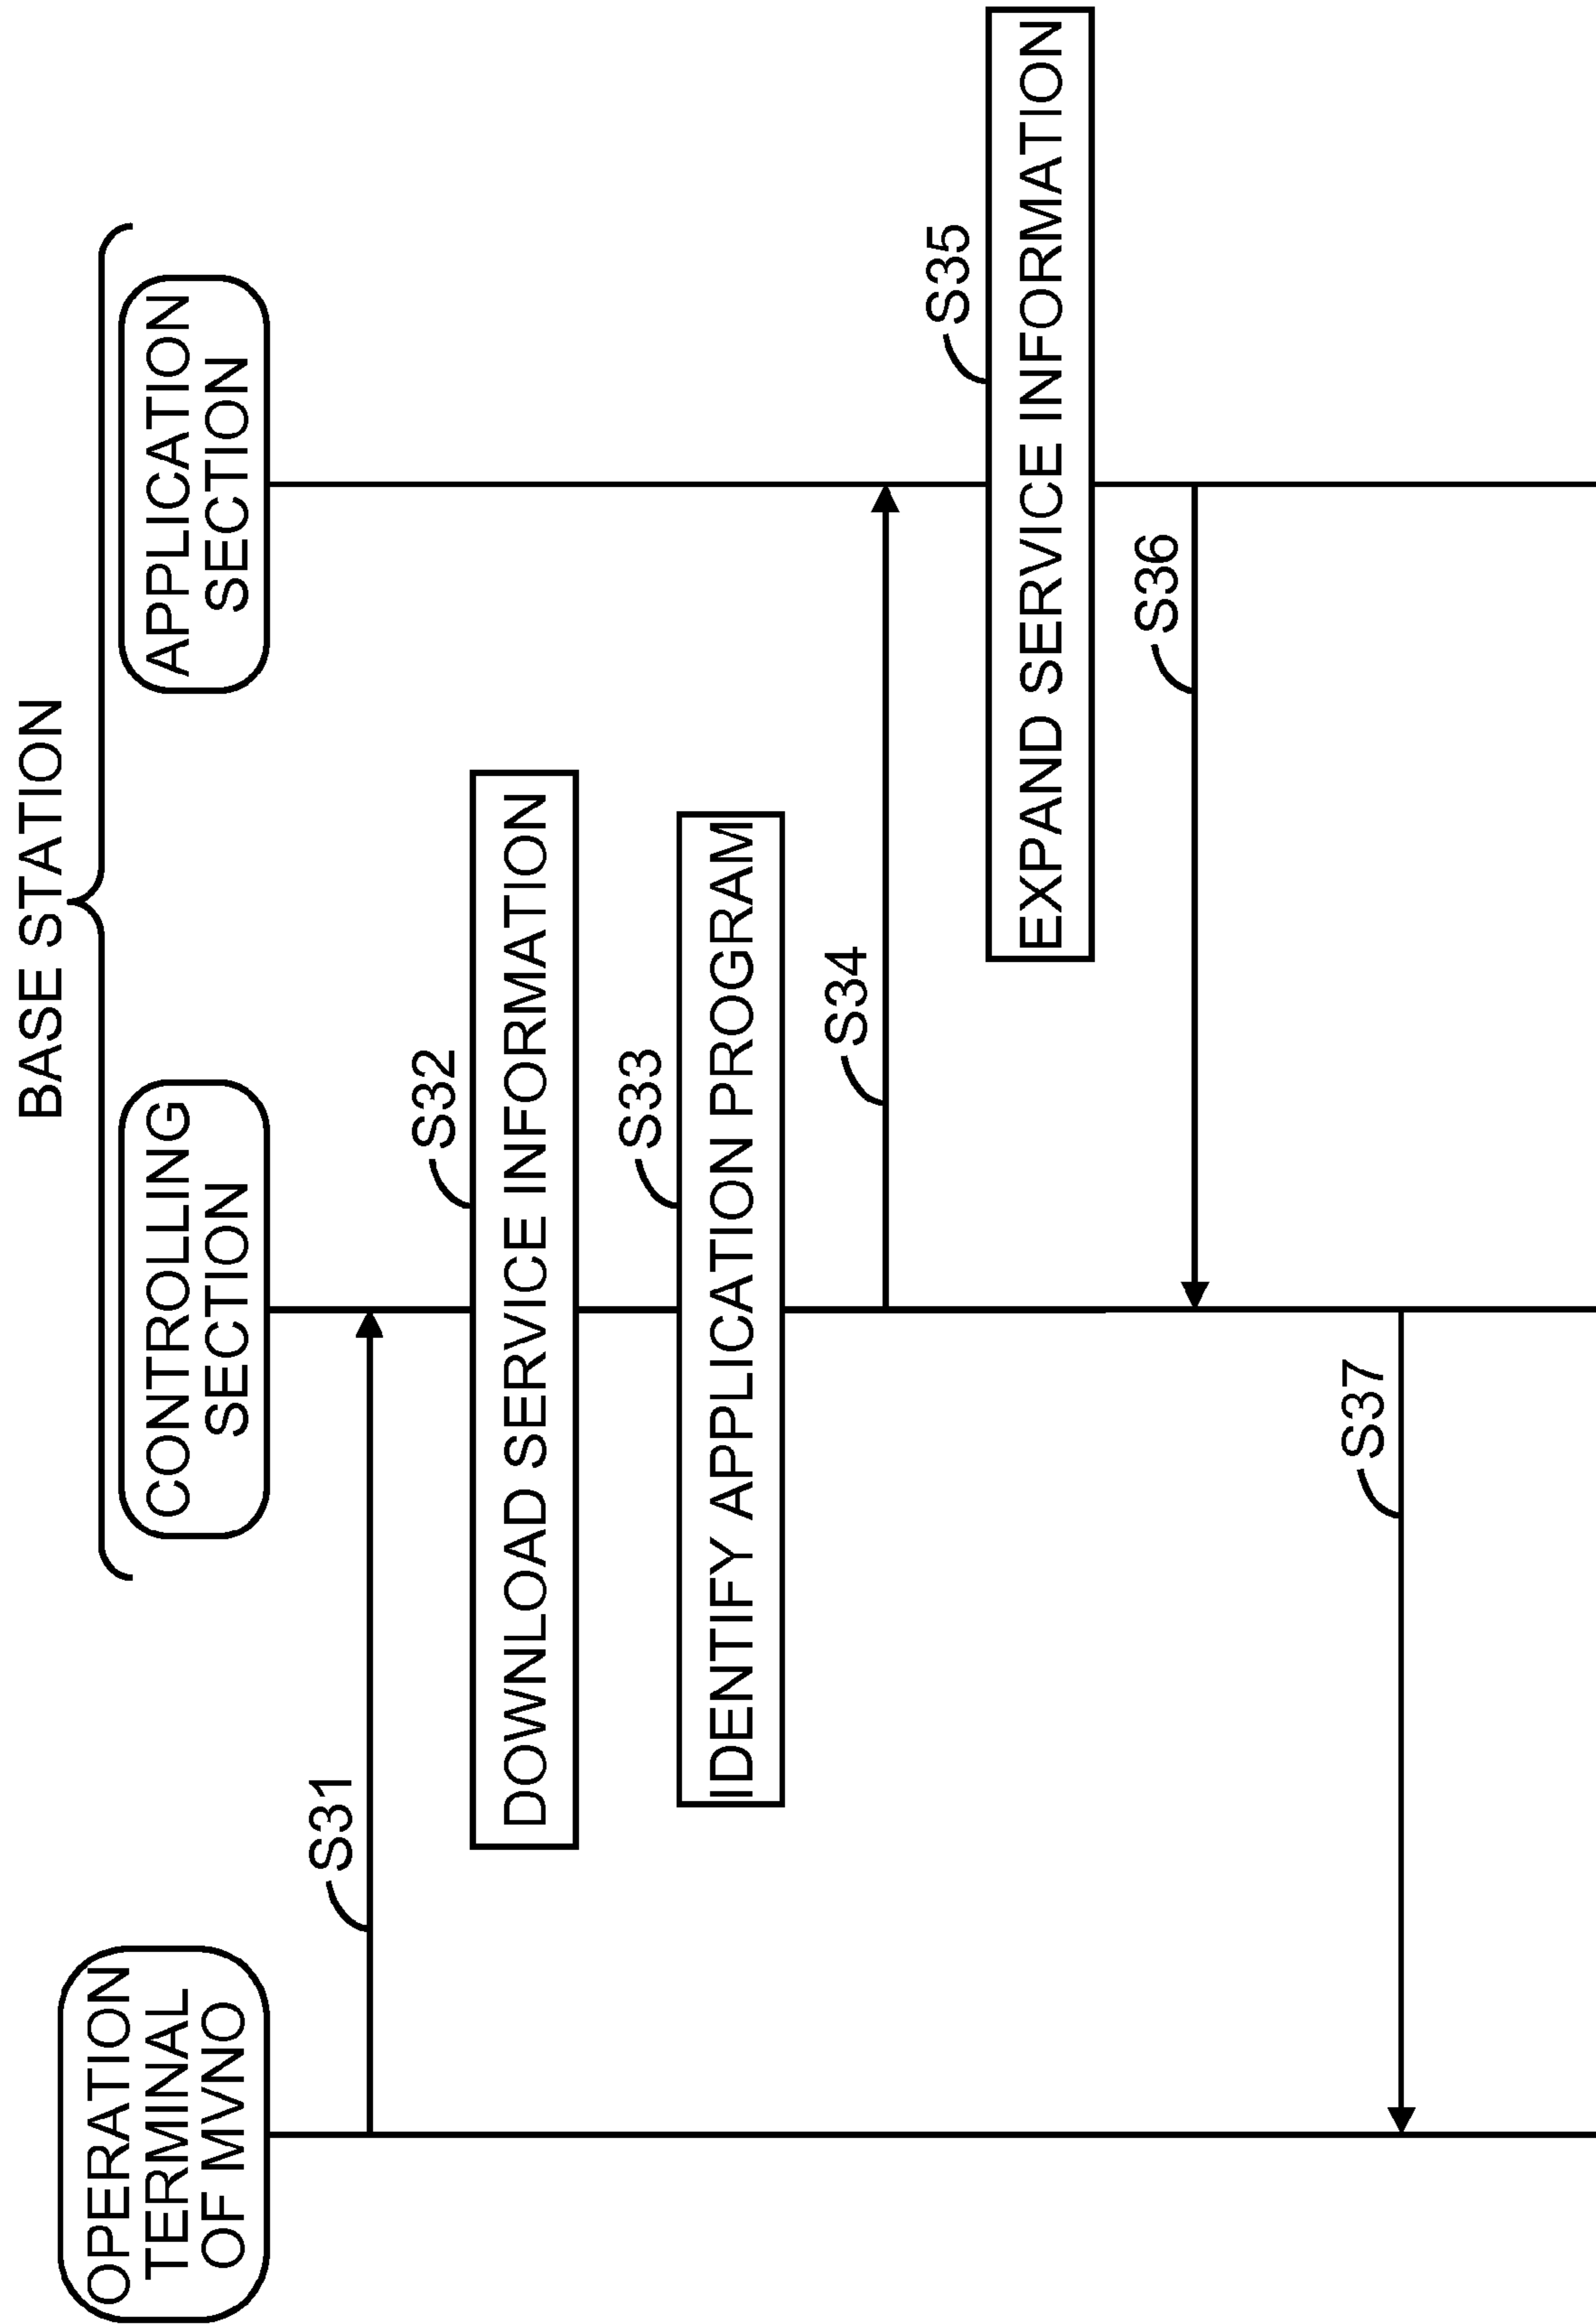 BASE STATION
OPERATION
TERMINAL
OF MVNO
CONTROLLING
SECTION
APPLICATION
SECTION
S31
S32
DOWNLOAD SERVICE INFORMATION
S33
IDENTIFY APPLICATION PROGRAM
S34
S35
EXPAND SERVICE INFORMATION
S36
S37